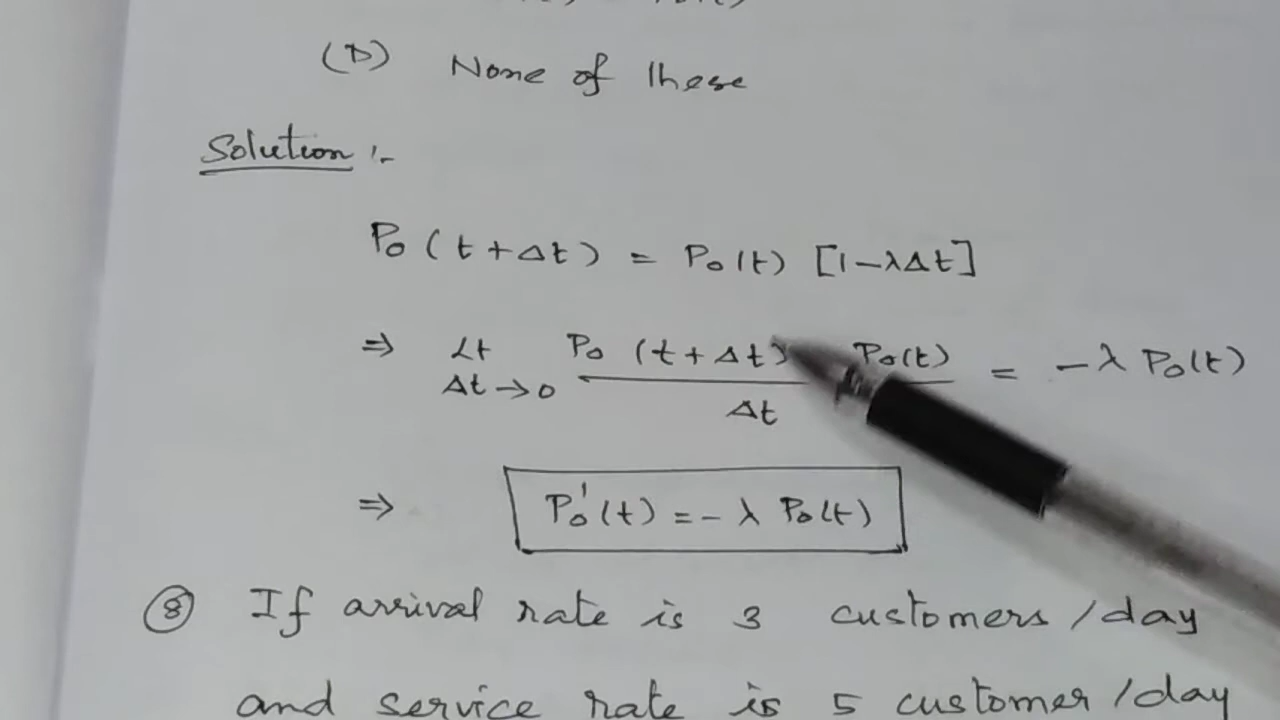 (D) None of these
Solution :-
P₀ (t + Δt) = P₀(t) [1-λΔt]
⇒ Lt P₀ (t + Δt) P₀(t) = -λ P₀(t)
Δt → 0 Δt
⇒ P₀'(t) = - λ P₀(t)
⑧ If arrival rate is 3 customers /day
and service rate is 5 customer /day